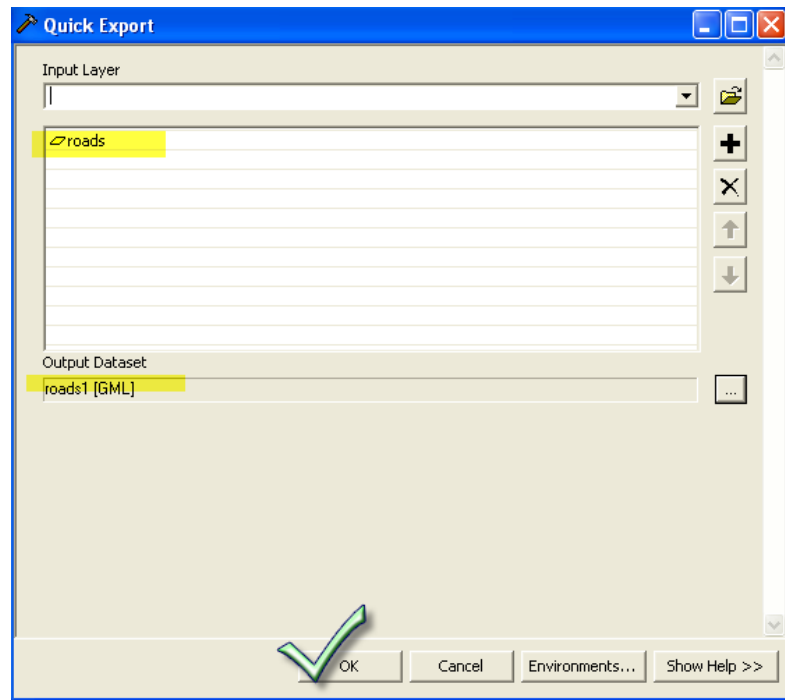 Quick Export
Input Layer
roads
Output Dataset
roads1 [GML]
...
OK
Cancel
Environments...
Show Help >>